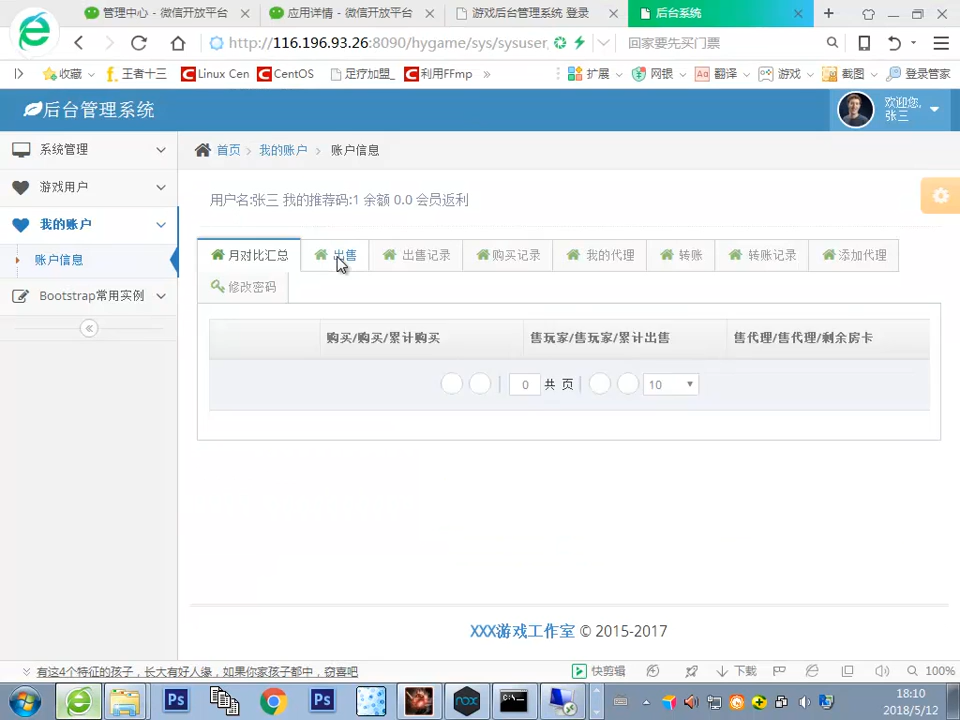 管理中心 - 微信开放平台
应用详情 - 微信开放平台
游戏后台管理系统 登录
后台系统
http://116.196.93.26:8090/hygame/sys/sysuser,
回家要先买门票
收藏 王者十三 Linux Cen CentOS 足疗加盟_ 利用FFmp » 扩展 网银 翻译 游戏 截图 登录管家
后台管理系统
欢迎您,
张三
系统管理
游戏用户
我的账户
账户信息
Bootstrap常用实例
首页 > 我的账户 > 账户信息
用户名:张三 我的推荐码:1 余额 0.0 会员返利
月对比汇总 出售 出售记录 购买记录 我的代理 转账 转账记录 添加代理
修改密码
购买/购买/累计购买 售玩家/售玩家/累计出售 售代理/售代理/剩余房卡
0 共 页 10
XXX游戏工作室 © 2015-2017
有这4个特征的孩子，长大有好人缘，如果你家孩子都中，窃喜吧
快剪辑 下载 100%
Ps Ps nox
18:10
2018/5/12